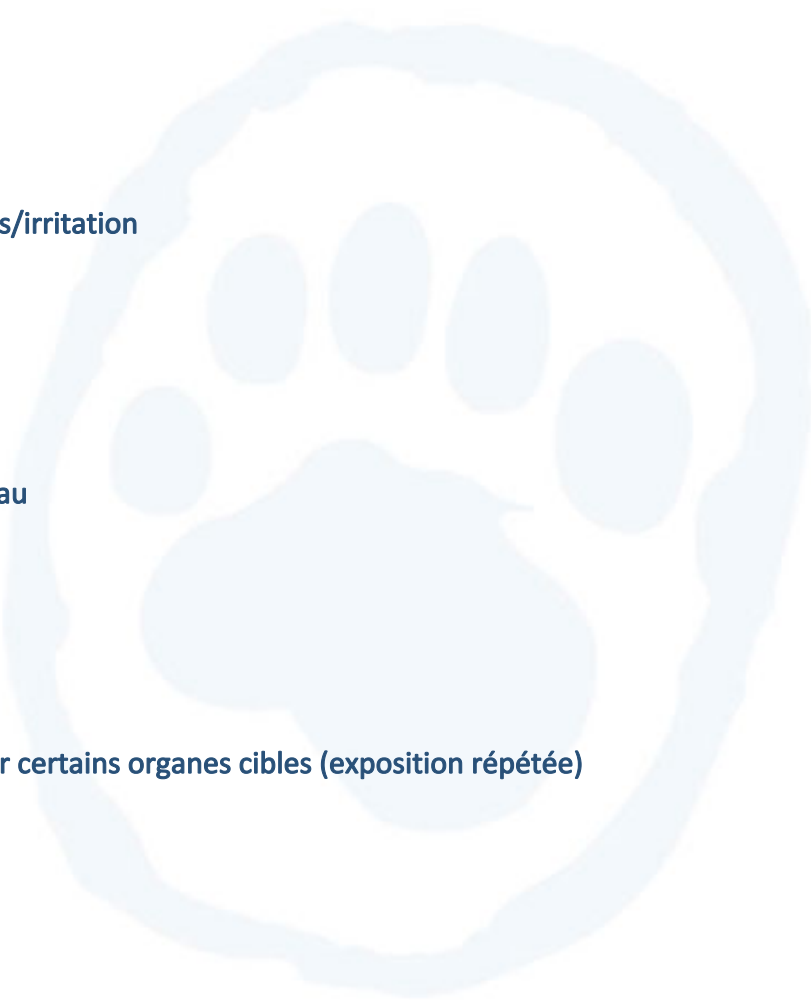 s/irritation
au
r certains organes cibles (exposition répétée)